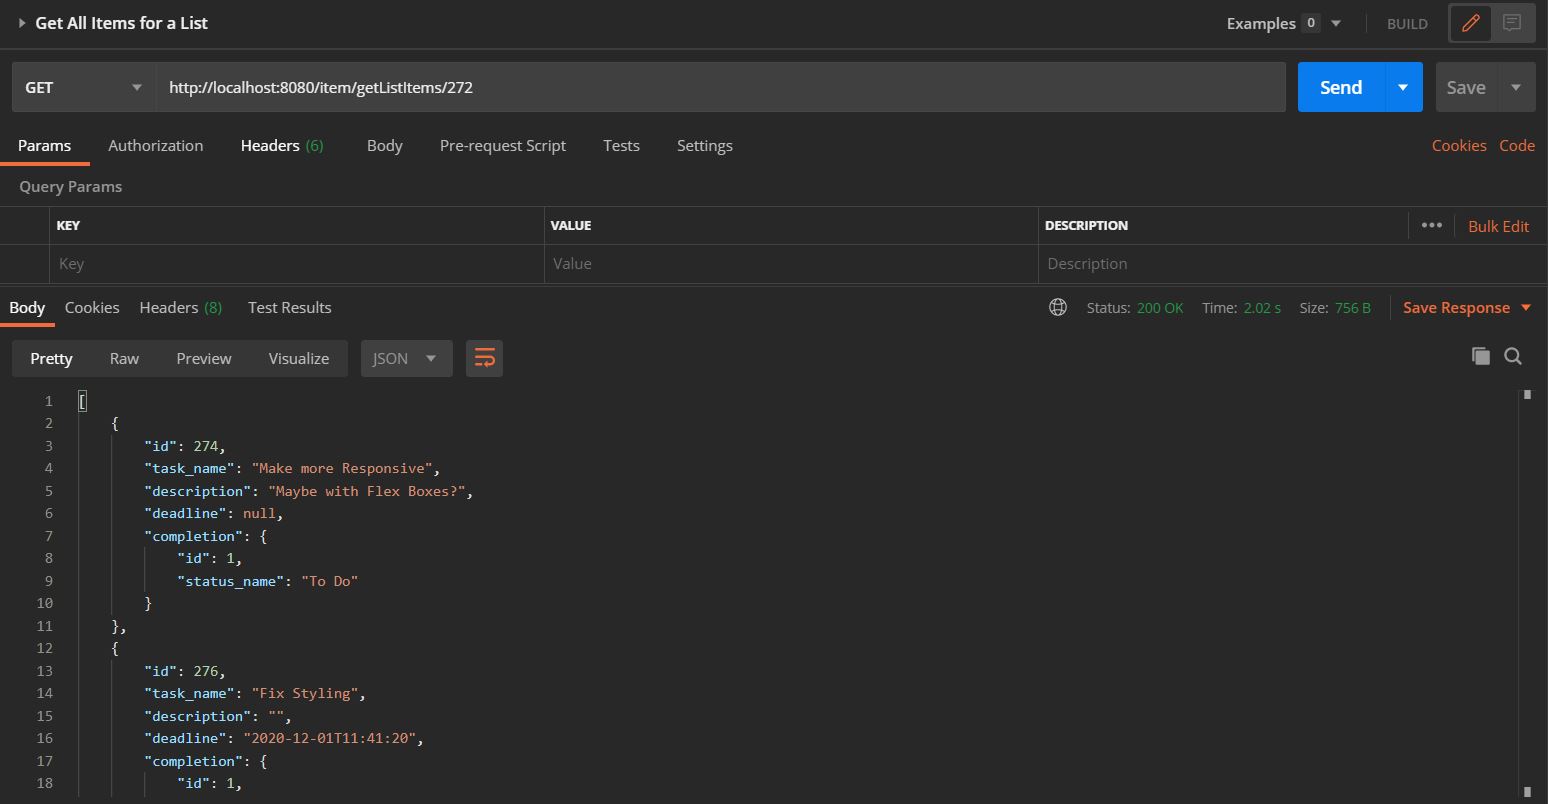 Get All Items for a List
Examples 0 BUILD
GET http://localhost:8080/item/getListItems/272 Send Save
Params Authorization Headers (6) Body Pre-request Script Tests Settings Cookies Code
Query Params
KEY VALUE DESCRIPTION ••• Bulk Edit
Key Value Description
Body Cookies Headers (8) Test Results Status: 200 OK Time: 2.02 s Size: 756 B Save Response
Pretty Raw Preview Visualize JSON
1 [
2 {
3 "id": 274,
4 "task_name": "Make more Responsive",
5 "description": "Maybe with Flex Boxes?",
6 "deadline": null,
7 "completion": {
8 "id": 1,
9 "status_name": "To Do"
10 }
11 },
12 {
13 "id": 276,
14 "task_name": "Fix Styling",
15 "description": "",
16 "deadline": "2020-12-01T11:41:20",
17 "completion": {
18 "id": 1,